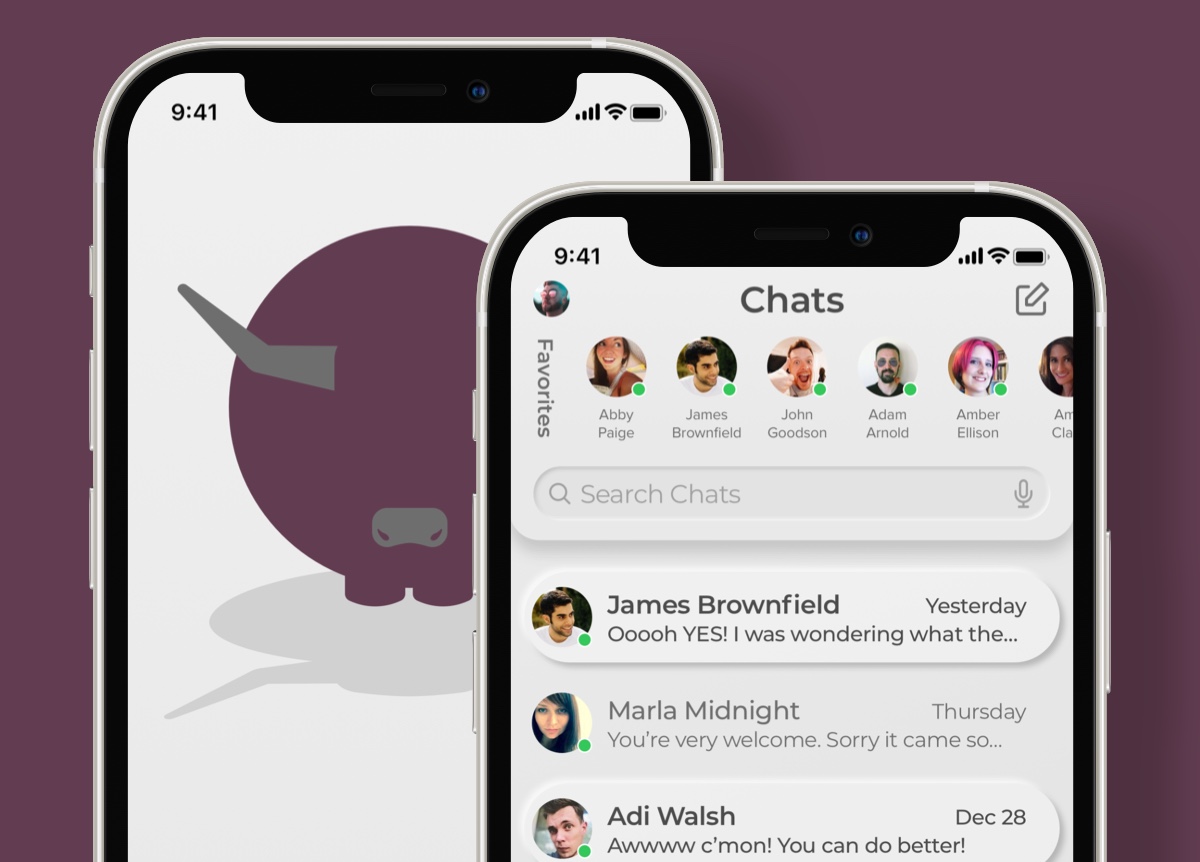 9:41
9:41
Chats
Favorites
Abby
Paige
James
Brownfield
John
Goodson
Adam
Arnold
Amber
Ellison
Am
Cla
Search Chats
James Brownfield
Yesterday
Ooooh YES! I was wondering what the...
Marla Midnight
Thursday
You’re very welcome. Sorry it came so...
Adi Walsh
Dec 28
Awwww c’mon! You can do better!